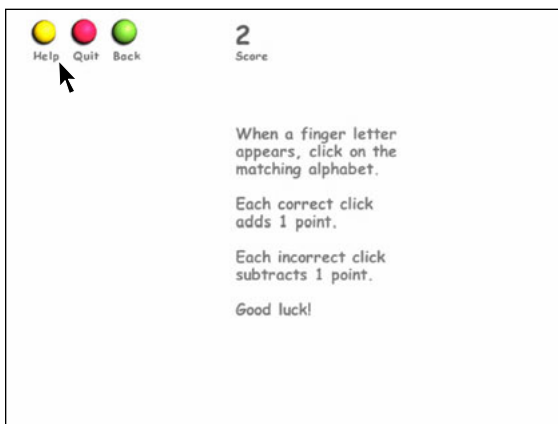 Help Quit Back
2
Score
When a finger letter
appears, click on the
matching alphabet.
Each correct click
adds 1 point.
Each incorrect click
subtracts 1 point.
Good luck!